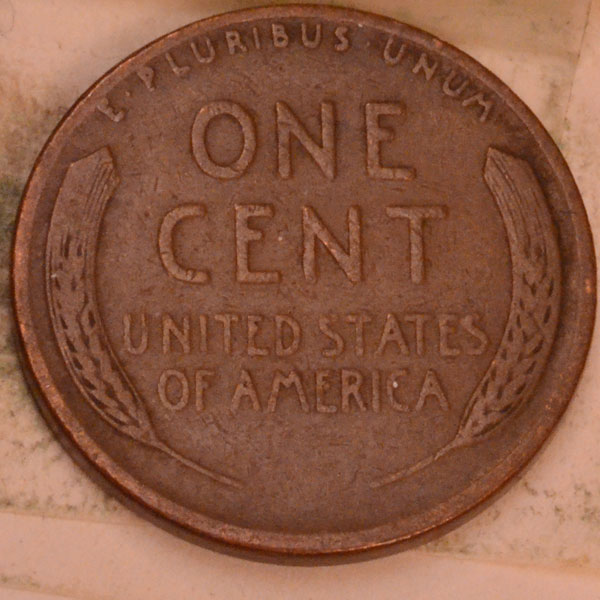 E · PLURIBUS · UNUM
ONE
CENT
UNITED STATES
OF AMERICA